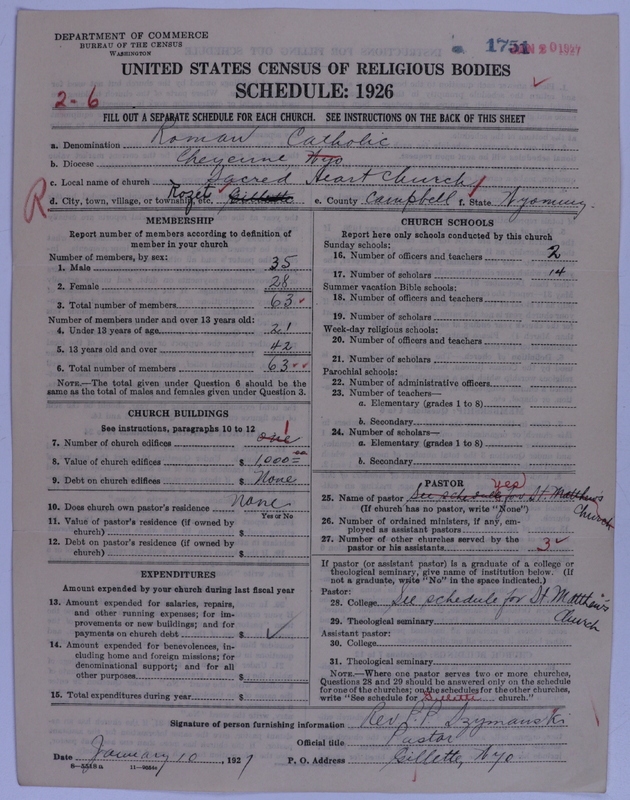 DEPARTMENT OF COMMERCE
BUREAU OF THE CENSUS
WASHINGTON
1751
JAN 20 1927
UNITED STATES CENSUS OF RELIGIOUS BODIES
SCHEDULE: 1926
2-6
FILL OUT A SEPARATE SCHEDULE FOR EACH CHURCH. SEE INSTRUCTIONS ON THE BACK OF THIS SHEET
a. Denomination Roman Catholic
b. Diocese Cheyenne, Wyo
c. Local name of church Sacred Heart Church
R
d. City, town, village, or township, etc. Rozet Gillette e. County Campbell f. State Wyoming.
MEMBERSHIP
Report number of members according to definition of member in your church
Number of members, by sex:
1. Male 35
2. Female 28
3. Total number of members 63
Number of members under and over 13 years old:
4. Under 13 years of age 21
5. 13 years old and over 42
6. Total number of members 63
NOTE.—The total given under Question 6 should be the same as the total of males and females given under Question 3.
CHURCH BUILDINGS
See instructions, paragraphs 10 to 12
7. Number of church edifices one 1
8. Value of church edifices $ 1,000=
9. Debt on church edifices $ None
10. Does church own pastor's residence none
Yes or No
11. Value of pastor's residence (if owned by church) $
12. Debt on pastor's residence (if owned by church) $
EXPENDITURES
Amount expended by your church during last fiscal year
13. Amount expended for salaries, repairs, and other running expenses; for improvements or new buildings; and for payments on church debt $
14. Amount expended for benevolences, including home and foreign missions; for denominational support; and for all other purposes $
15. Total expenditures during year $
CHURCH SCHOOLS
Report here only schools conducted by this church
Sunday schools:
16. Number of officers and teachers 2
17. Number of scholars 14
Summer vacation Bible schools:
18. Number of officers and teachers
19. Number of scholars
Week-day religious schools:
20. Number of officers and teachers
21. Number of scholars
Parochial schools:
22. Number of administrative officers
23. Number of teachers—
a. Elementary (grades 1 to 8)
b. Secondary
24. Number of scholars—
a. Elementary (grades 1 to 8)
b. Secondary
PASTOR
yes
25. Name of pastor See schedule for St. Matthew's Church
(If church has no pastor, write "None")
26. Number of ordained ministers, if any, employed as assistant pastors
27. Number of other churches served by the pastor or his assistants 3
If pastor (or assistant pastor) is a graduate of a college or theological seminary, give name of institution below. (If not a graduate, write "No" in the space indicated.)
Pastor:
28. College See schedule for St. Matthew's Church
29. Theological seminary
Assistant pastor:
30. College
31. Theological seminary
NOTE.—Where one pastor serves two or more churches, Questions 28 and 29 should be answered only on the schedule for one of the churches; on the schedules for the other churches, write "See schedule for Gillette church."
Signature of person furnishing information Rev. Szymanski
Official title Pastor
Date January 10, 1927 P. O. Address Gillette, Wyo
8—5518a 11—9034a